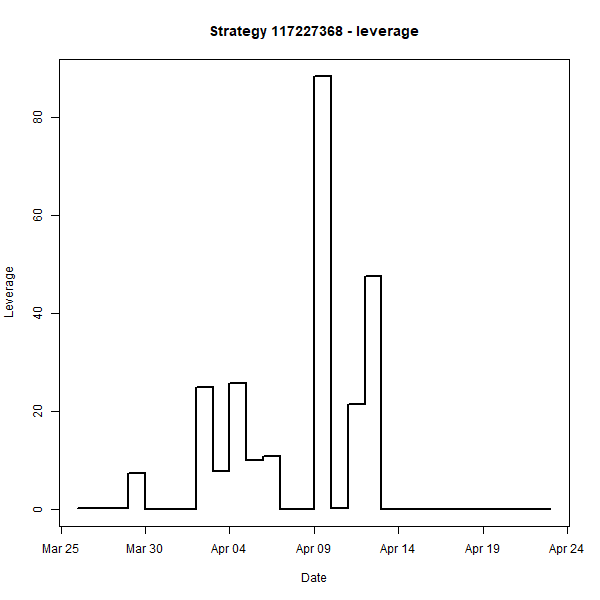 Strategy 117227368 - leverage
Leverage
80
60
40
20
0
Mar 25 Mar 30 Apr 04 Apr 09 Apr 14 Apr 19 Apr 24
Date